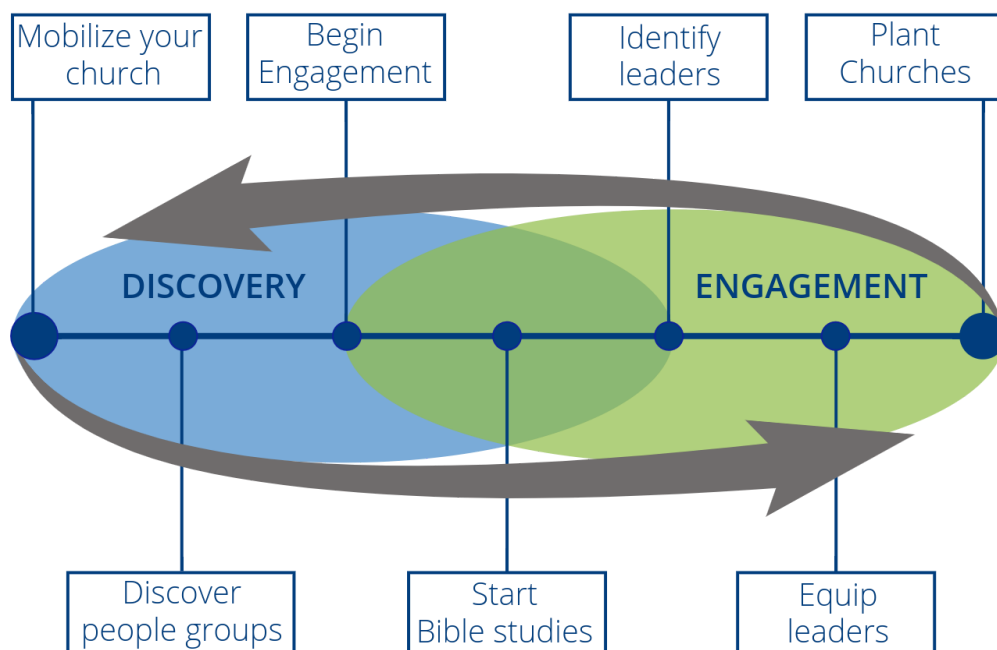 Mobilize your
church
Begin
Engagement
Identify
leaders
Plant
Churches
DISCOVERY
ENGAGEMENT
Discover
people groups
Start
Bible studies
Equip
leaders